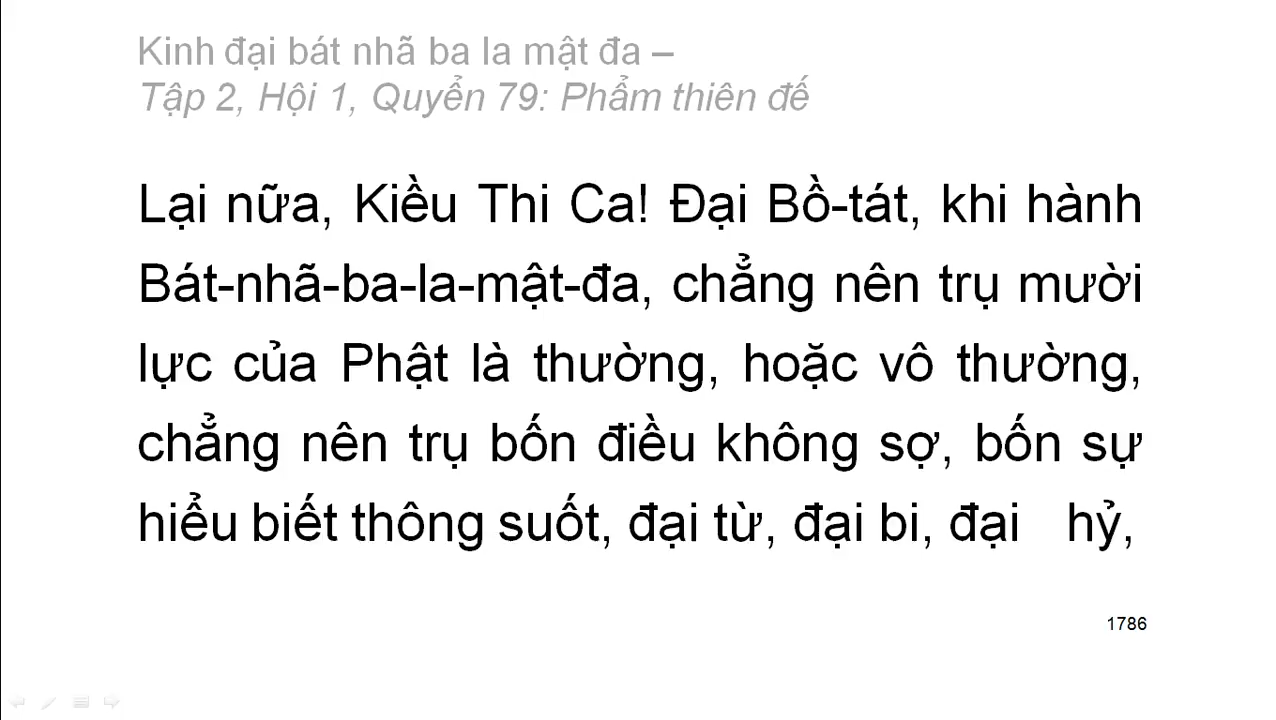 Kinh đại bát nhã ba la mật đa –
Tập 2, Hội 1, Quyển 79: Phẩm thiên đế
Lại nữa, Kiều Thi Ca! Đại Bồ-tát, khi hành
Bát-nhã-ba-la-mật-đa, chẳng nên trụ mười
lực của Phật là thường, hoặc vô thường,
chẳng nên trụ bốn điều không sợ, bốn sự
hiểu biết thông suốt, đại từ, đại bi, đại hỷ,
1786